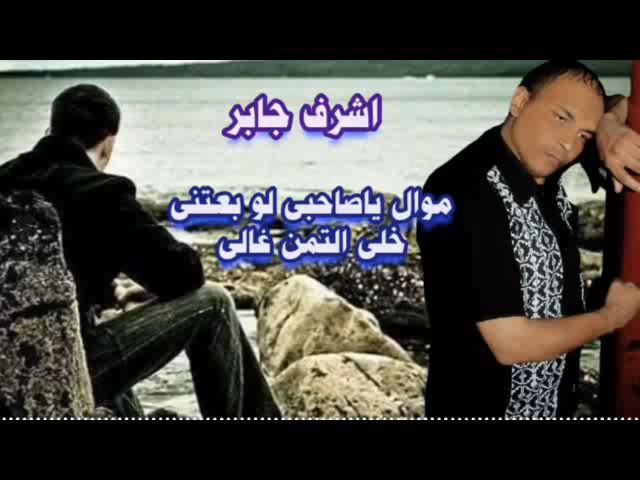 اشرف جابر
موال ياصاحبى لو بعتنى
خلى التمن غالى